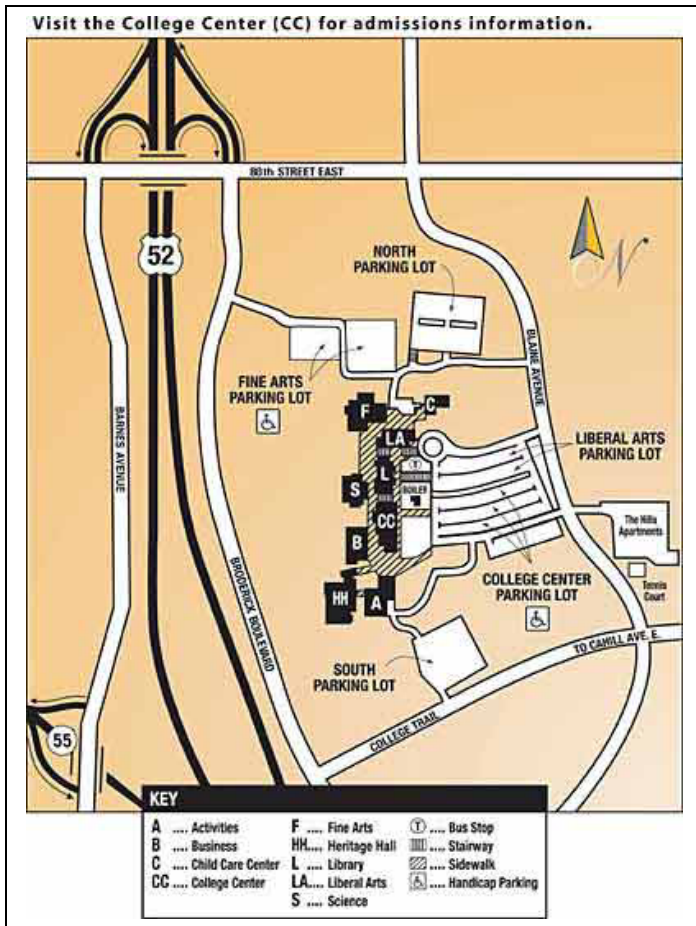 Visit the College Center (CC) for admissions information.
80th STREET EAST
52
N
NORTH
PARKING LOT
BLAINE AVENUE
FINE ARTS
PARKING LOT
BARNES AVENUE
F
C
LA
LIBERAL ARTS
PARKING LOT
T
L
S
BOILER
CC
The Hills
Apartments
B
BRODERICK BOULEVARD
COLLEGE CENTER
PARKING LOT
Tennis
Court
HH
A
TO CAHILL AVE. E.
SOUTH
PARKING LOT
COLLEGE TRAIL
55
KEY
A .... Activities
B .... Business
C .... Child Care Center
CC .... College Center
F .... Fine Arts
HH .... Heritage Hall
L .... Library
LA .... Liberal Arts
S .... Science
T .... Bus Stop
.... Stairway
.... Sidewalk
.... Handicap Parking